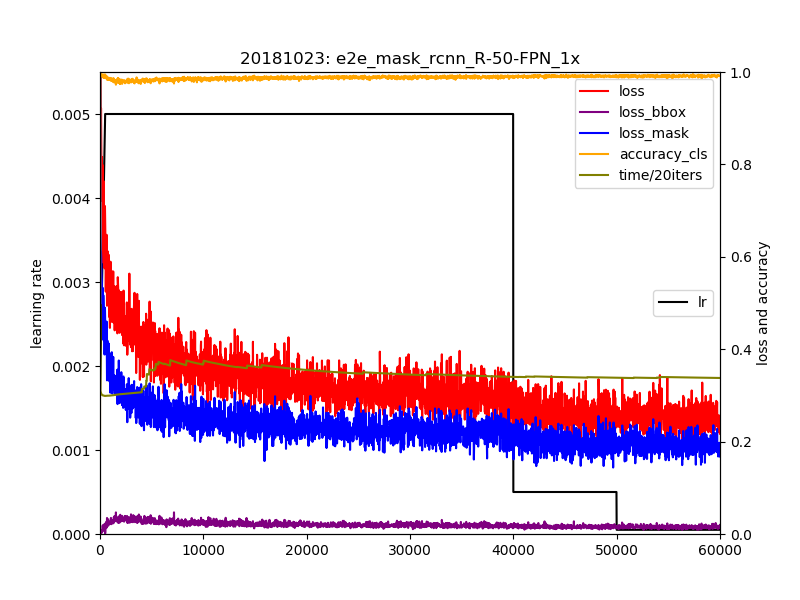 20181023: e2e_mask_rcnn_R-50-FPN_1x
learning rate
0.005
0.004
0.003
0.002
0.001
0.000
loss
loss_bbox
loss_mask
accuracy_cls
time/20iters
lr
1.0
0.8
0.6
0.4
0.2
0.0
loss and accuracy
0 10000 20000 30000 40000 50000 60000